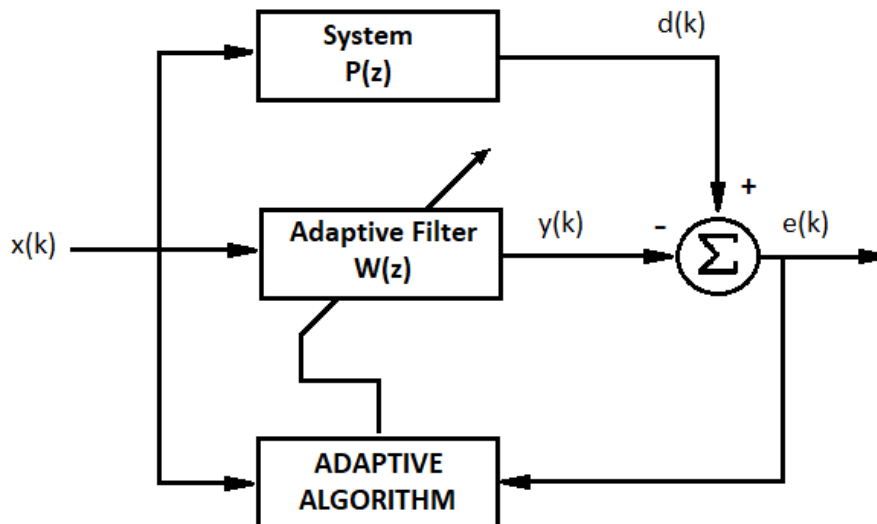 System
P(z)
d(k)
+
x(k)
Adaptive Filter
W(z)
y(k)
-
Σ
e(k)
ADAPTIVE
ALGORITHM